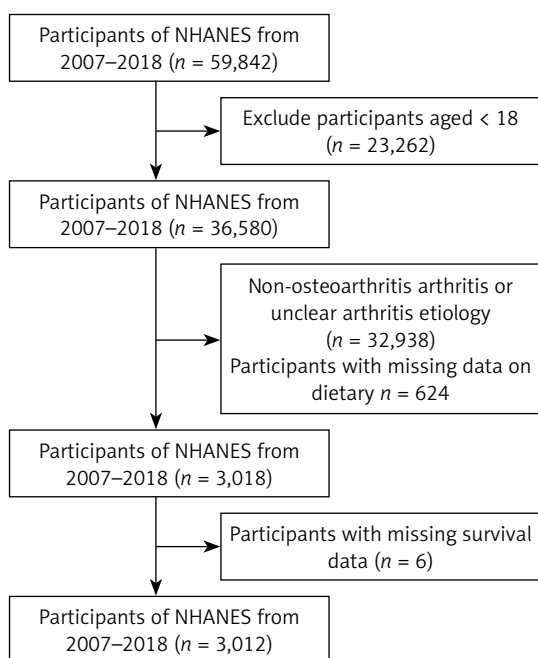 Participants of NHANES from
2007–2018 (n = 59,842)
Exclude participants aged < 18
(n = 23,262)
Participants of NHANES from
2007–2018 (n = 36,580)
Non-osteoarthritis arthritis or
unclear arthritis etiology
(n = 32,938)
Participants with missing data on
dietary n = 624
Participants of NHANES from
2007–2018 (n = 3,018)
Participants with missing survival
data (n = 6)
Participants of NHANES from
2007–2018 (n = 3,012)